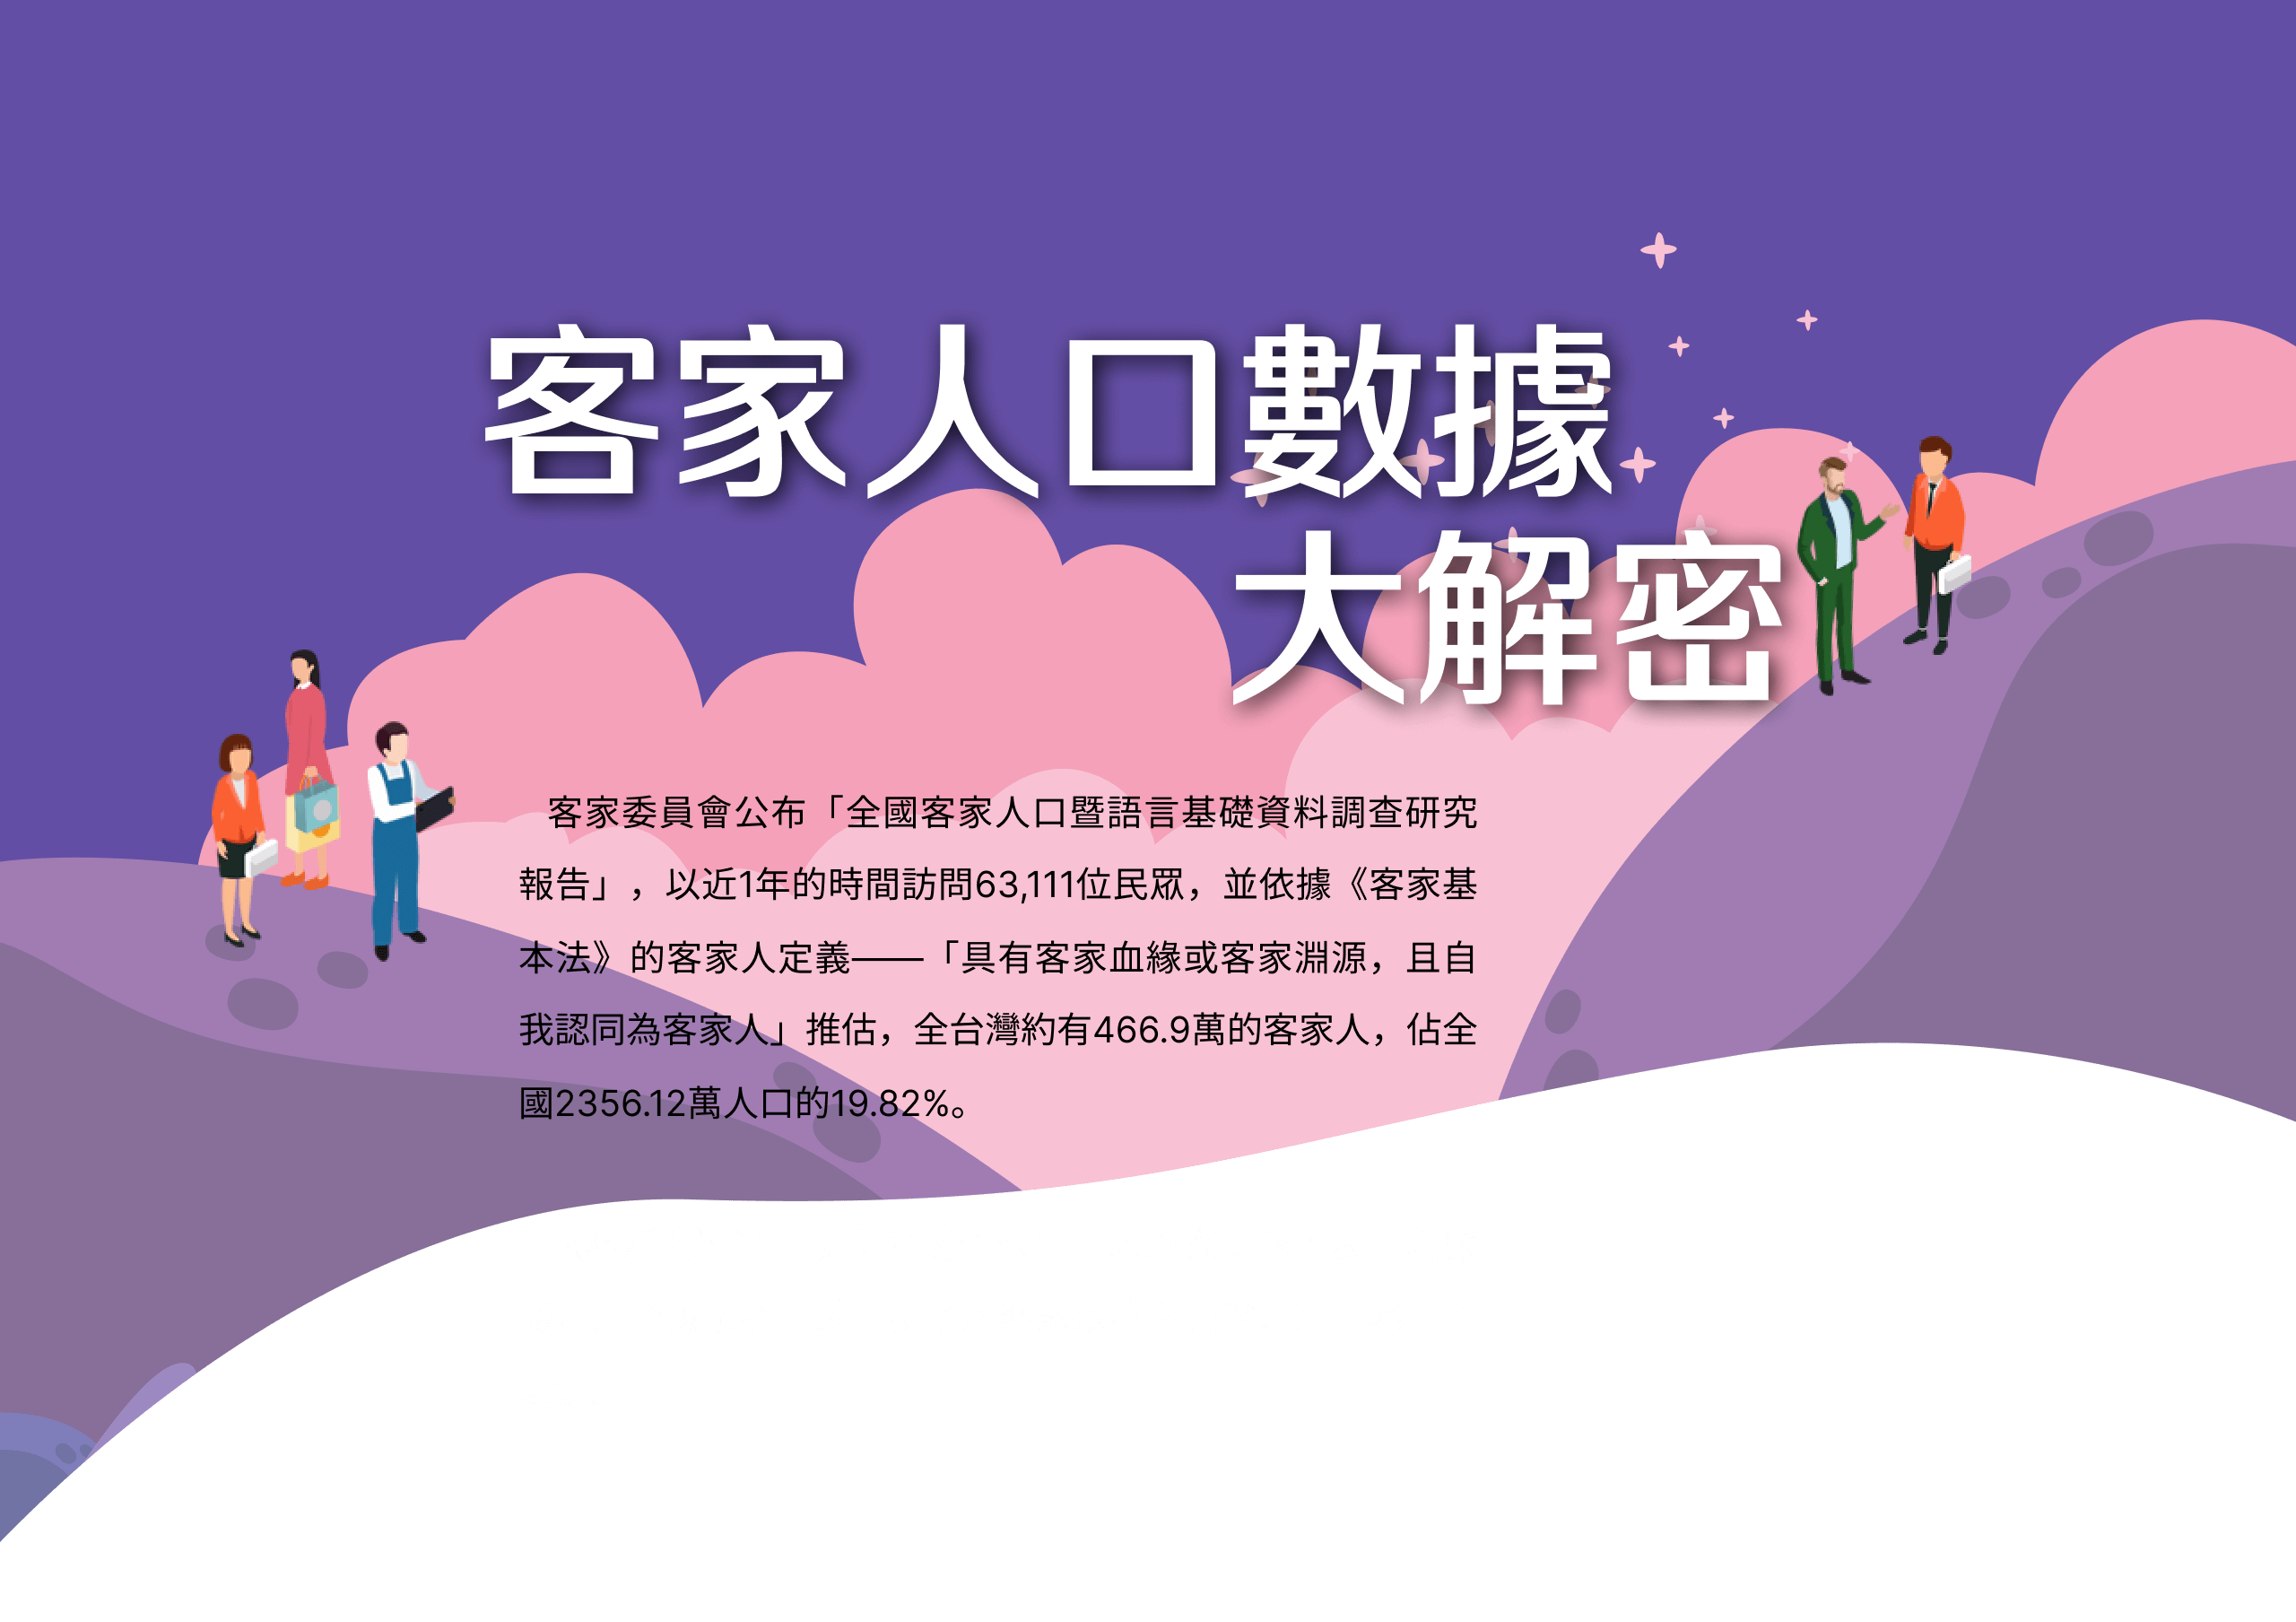 客家人口數據
大解密
客家委員會公布「全國客家人口暨語言基礎資料調查研究
報告」，以近1年的時間訪問63,111位民眾，並依據《客家基
本法》的客家人定義——「具有客家血緣或客家淵源，且自
我認同為客家人」推估，全台灣約有466.9萬的客家人，佔全
國2356.12萬人口的19.82%。